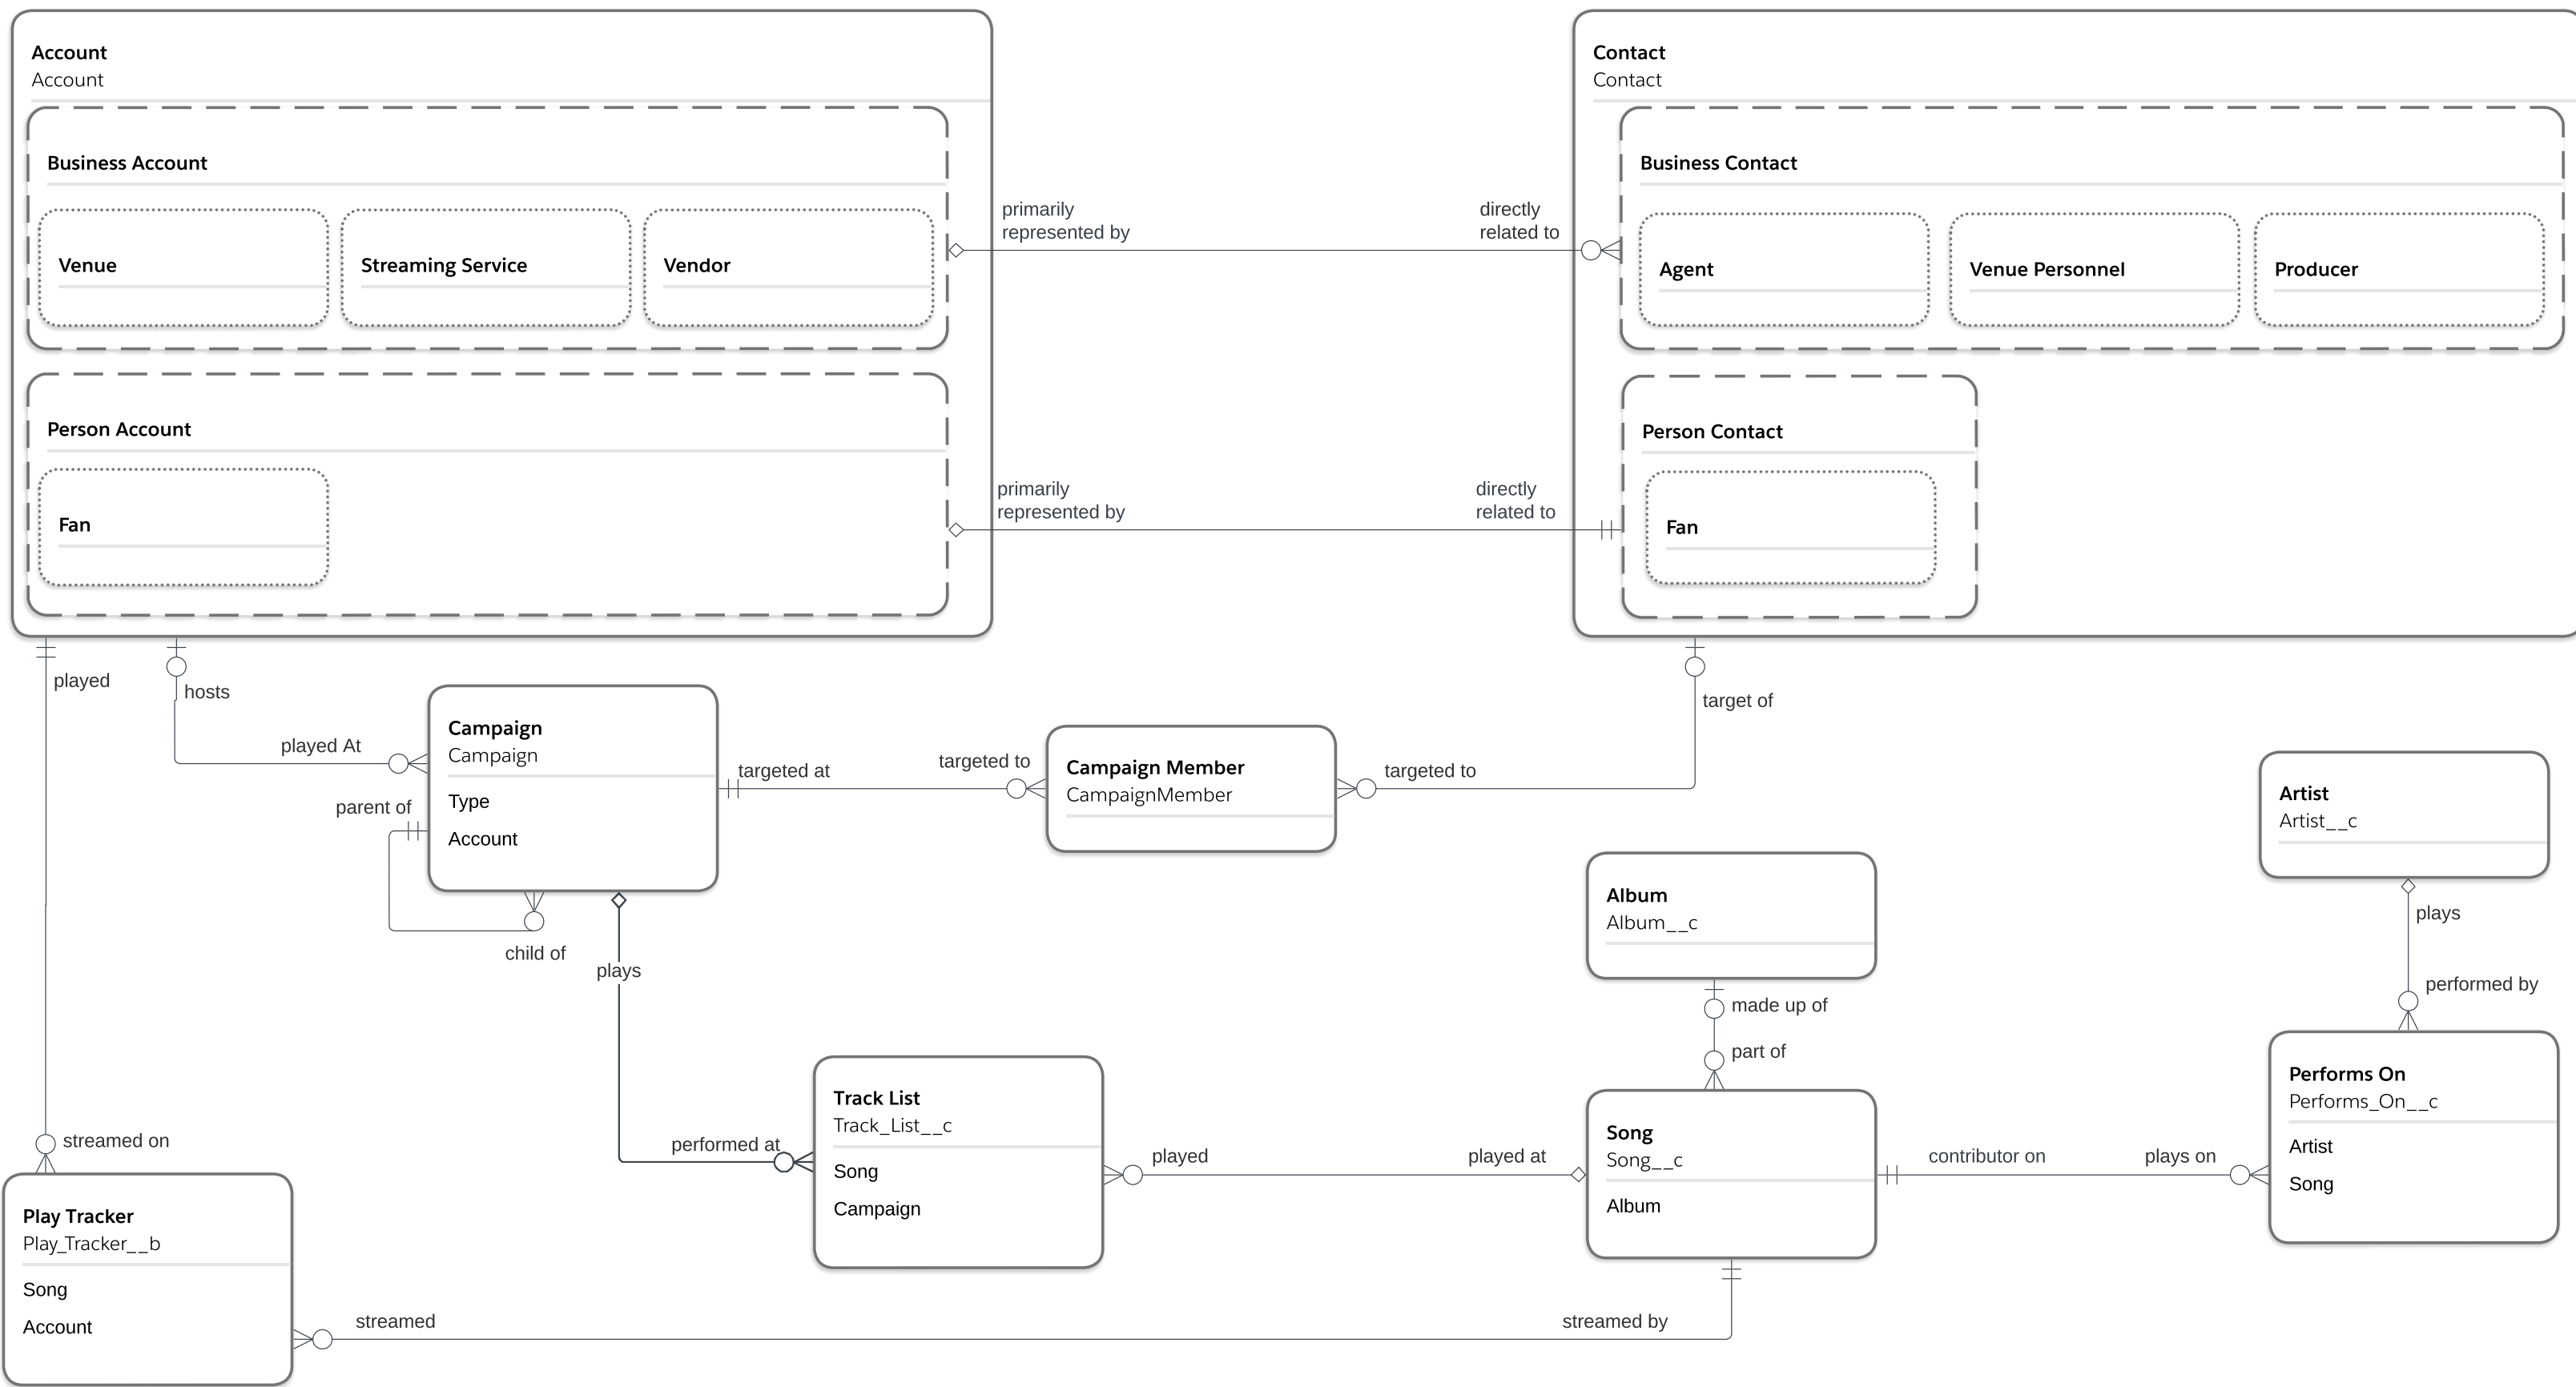 Account
Account
Business Account
Venue
Streaming Service
Vendor
Person Account
Fan
primarily
represented by
directly
related to
primarily
represented by
directly
related to
Contact
Contact
Business Contact
Agent
Venue Personnel
Producer
Person Contact
Fan
played
hosts
played At
parent of
Campaign
Campaign
Type
Account
child of
plays
targeted at
targeted to
Campaign Member
CampaignMember
targeted to
target of
Artist
Artist__c
plays
performed by
Album
Album__c
made up of
part of
streamed on
performed at
Track List
Track_List__c
Song
Campaign
played
played at
Song
Song__c
Album
contributor on
plays on
Performs On
Performs_On__c
Artist
Song
Play Tracker
Play_Tracker__b
Song
Account
streamed
streamed by